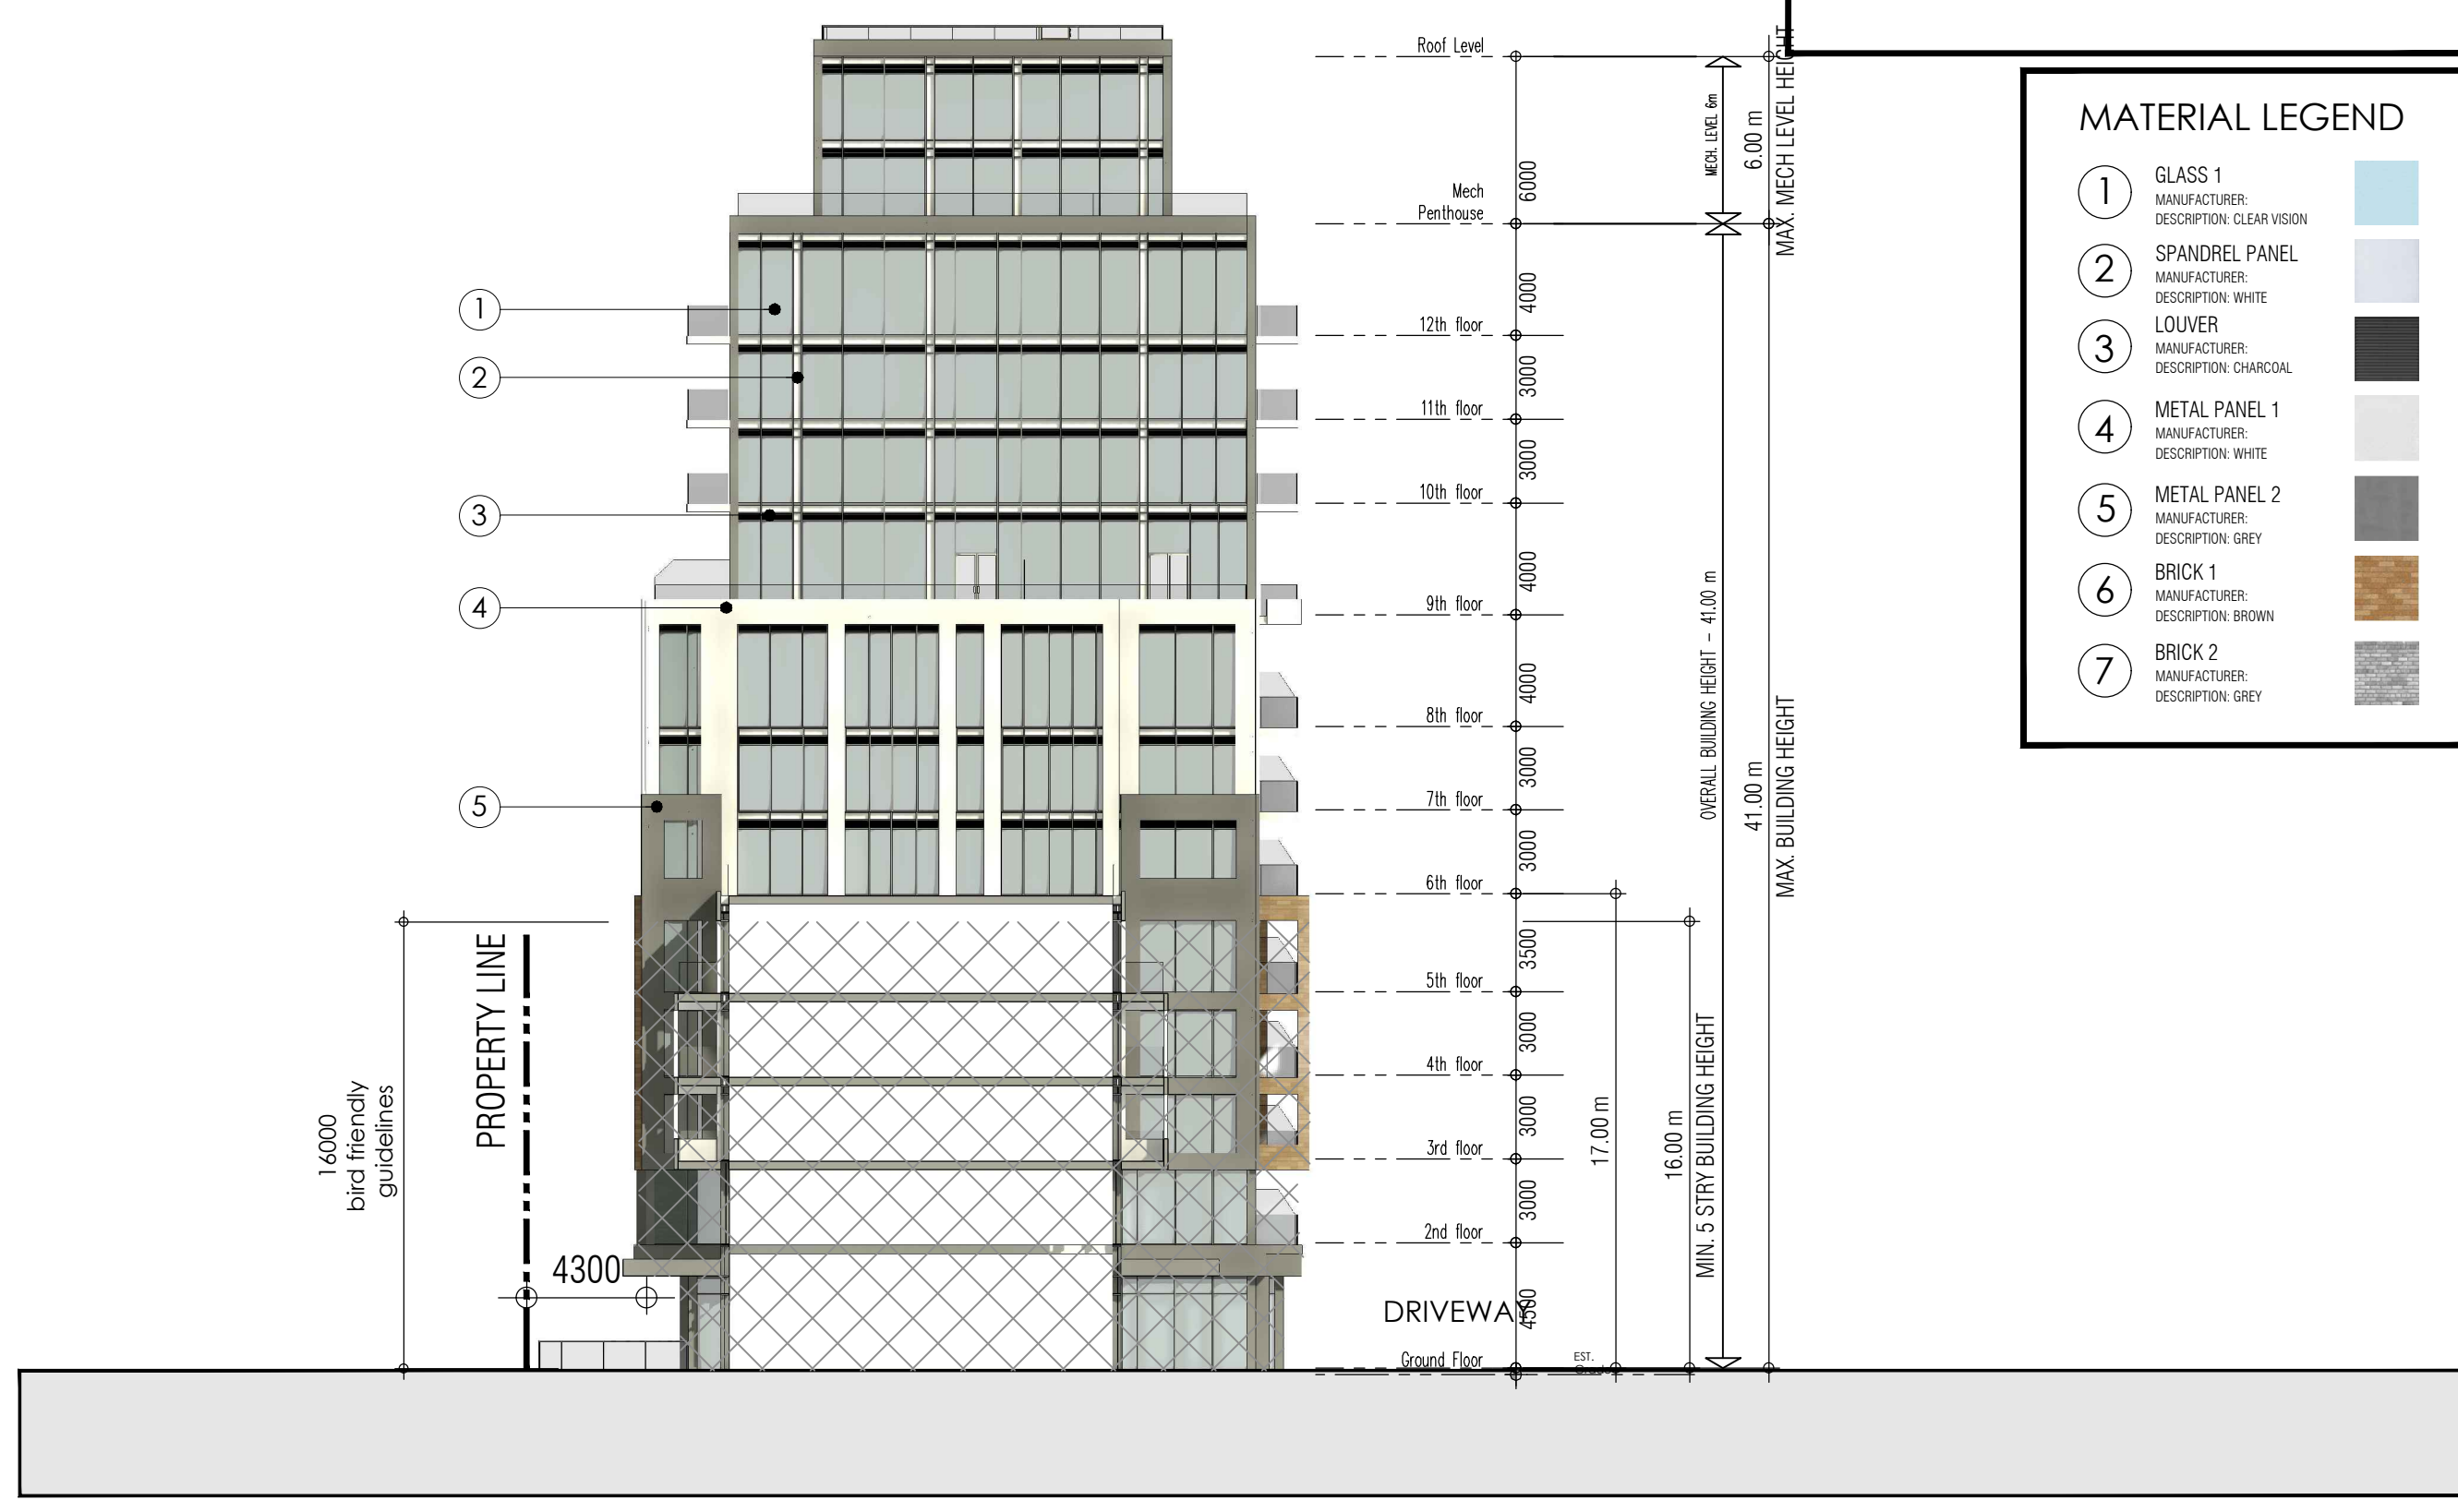 Roof Level
6000
Mech
Penthouse
4000
12th floor
3000
11th floor
3000
10th floor
4000
9th floor
4000
8th floor
3000
7th floor
3000
6th floor
3500
5th floor
3000
4th floor
3000
3rd floor
3000
2nd floor
4500
DRIVEWAY
Ground Floor
EST.
17.00 m
16.00 m
MIN. 5 STRY BUILDING HEIGHT
MECH. LEVEL 6m
OVERALL BUILDING HEIGHT - 41.00 m
6.00 m
MAX. MECH LEVEL HEIGHT
41.00 m
MAX. BUILDING HEIGHT
1
2
3
4
5
16000
bird friendly
guidelines
PROPERTY LINE
4300
MATERIAL LEGEND
1
GLASS 1
MANUFACTURER:
DESCRIPTION: CLEAR VISION
2
SPANDREL PANEL
MANUFACTURER:
DESCRIPTION: WHITE
3
LOUVER
MANUFACTURER:
DESCRIPTION: CHARCOAL
4
METAL PANEL 1
MANUFACTURER:
DESCRIPTION: WHITE
5
METAL PANEL 2
MANUFACTURER:
DESCRIPTION: GREY
6
BRICK 1
MANUFACTURER:
DESCRIPTION: BROWN
7
BRICK 2
MANUFACTURER:
DESCRIPTION: GREY